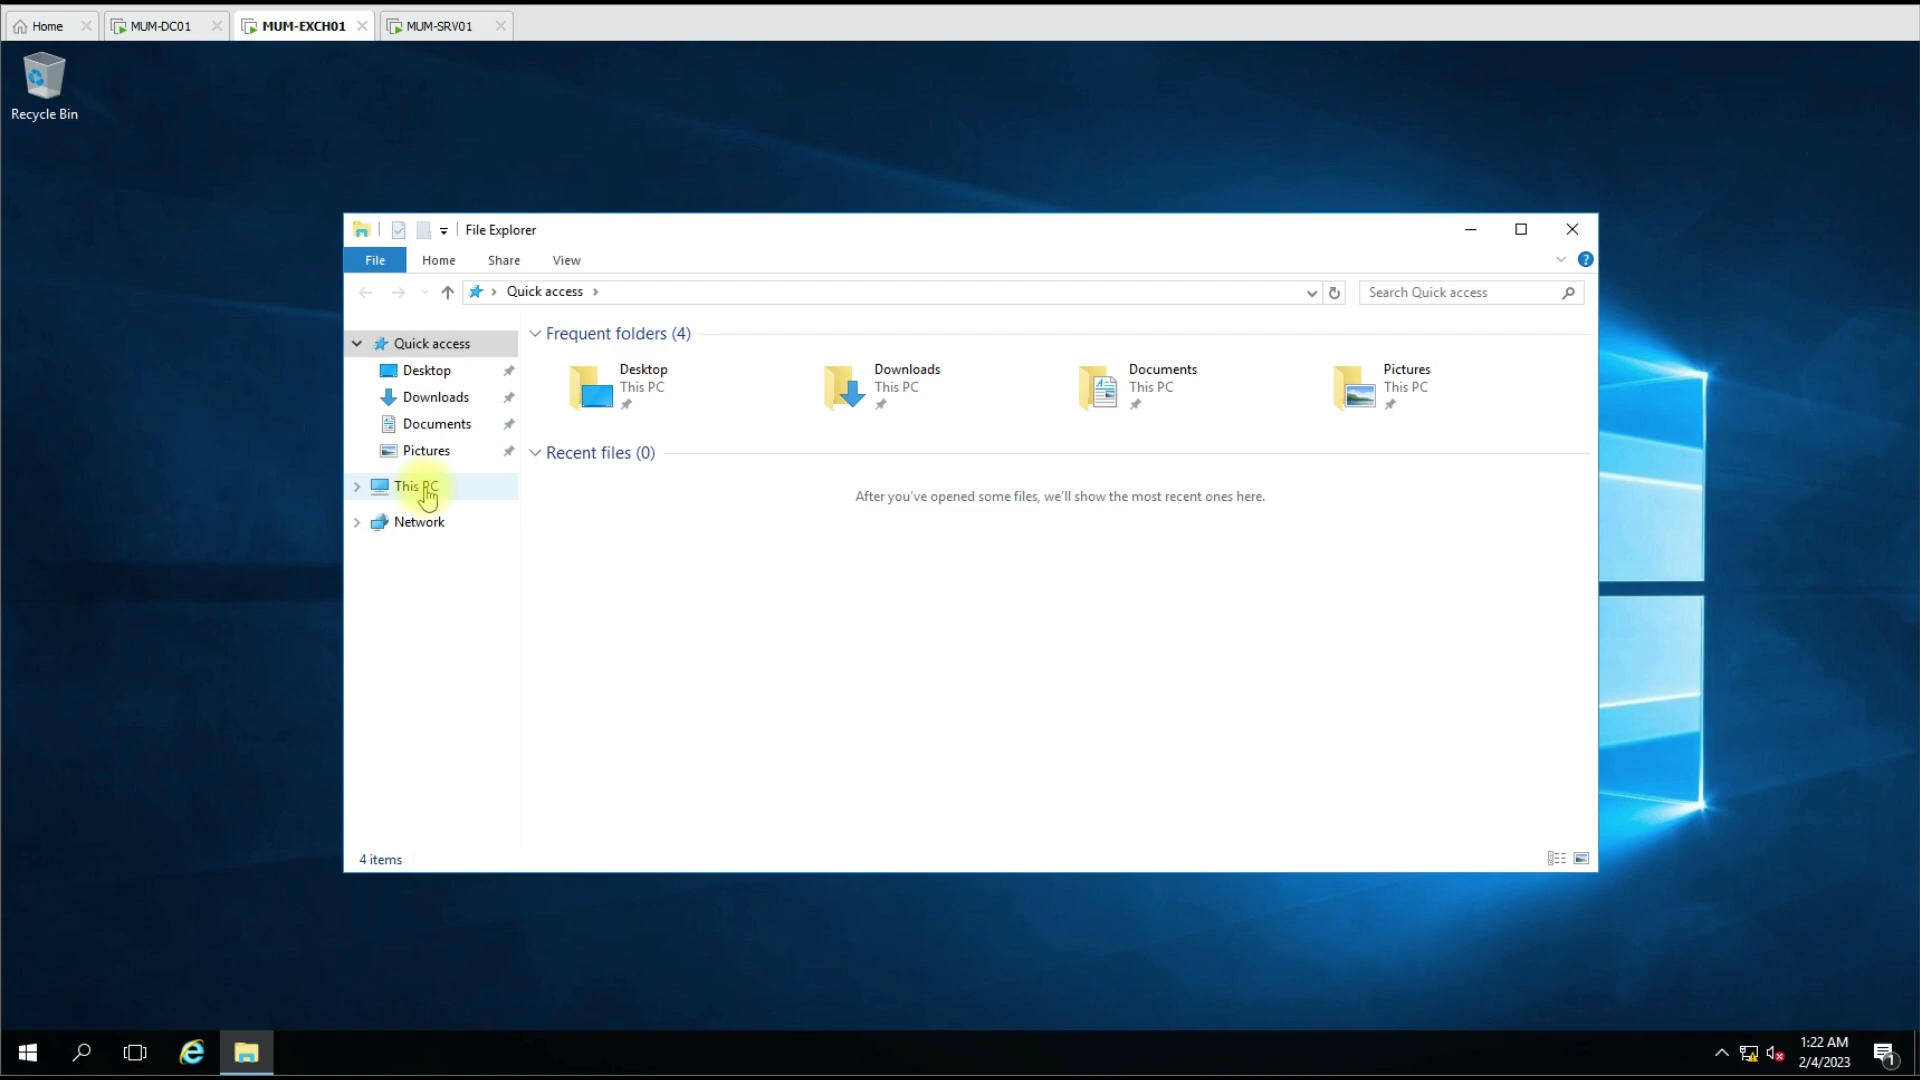 Home
MUM-DC01
MUM-EXCH01
MUM-SRV01
Recycle Bin
File Explorer
File
Home
Share
View
Quick access
Search Quick access
Quick access
Desktop
Downloads
Documents
Pictures
This PC
Network
Frequent folders (4)
Desktop
This PC
Downloads
This PC
Documents
This PC
Pictures
This PC
Recent files (0)
After you've opened some files, we'll show the most recent ones here.
4 items
1:22 AM
2/4/2023
1